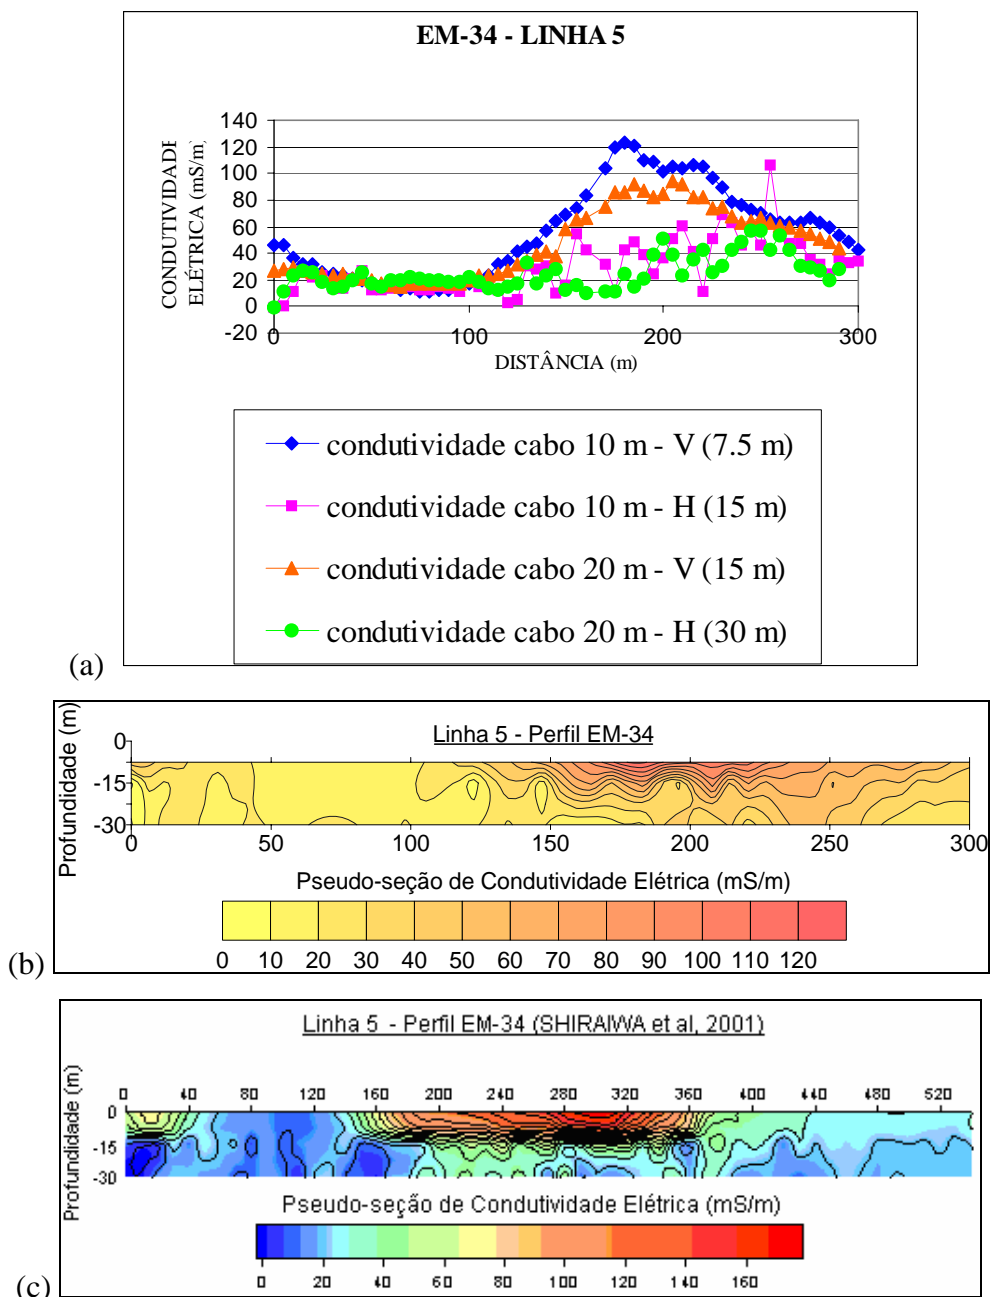 EM-34 - LINHA 5
CONDUTIVIDADE
ELÉTRICA (mS/m)
140
120
100
80
60
40
20
0
-20
0 100 200 300
DISTÂNCIA (m)
condutividade cabo 10 m - V (7.5 m)
condutividade cabo 10 m - H (15 m)
condutividade cabo 20 m - V (15 m)
condutividade cabo 20 m - H (30 m)
(a)
Linha 5 - Perfil EM-34
Profundidade (m)
0
-15
-30
0 50 100 150 200 250 300
Pseudo-seção de Condutividade Elétrica (mS/m)
0 10 20 30 40 50 60 70 80 90 100 110 120
(b)
Linha 5 - Perfil EM-34 (SHIRAIWA et al, 2001)
0 40 80 120 160 200 240 280 320 360 400 440 480 520
Profundidade (m)
0
-15
-30
Pseudo-seção de Condutividade Elétrica (mS/m)
0 20 40 60 80 100 120 140 160
(c)